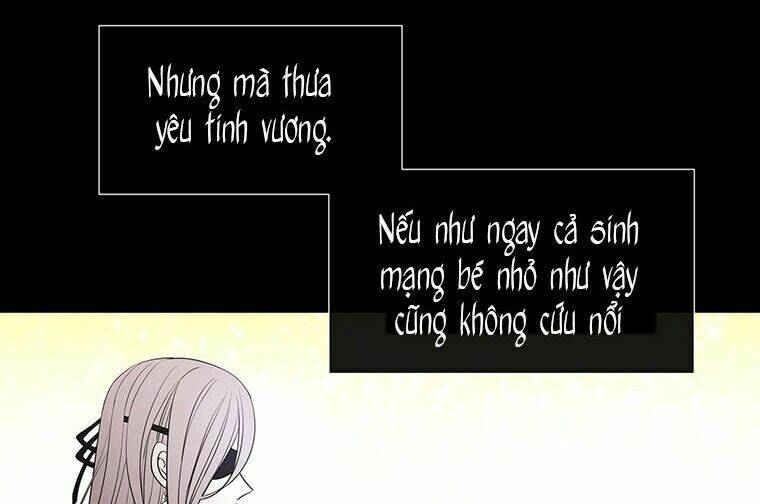 Nhưng mà thưa
yêu tinh vương.
Nếu như ngay cả sinh
mạng bé nhỏ như vậy
cũng không cứu nổi